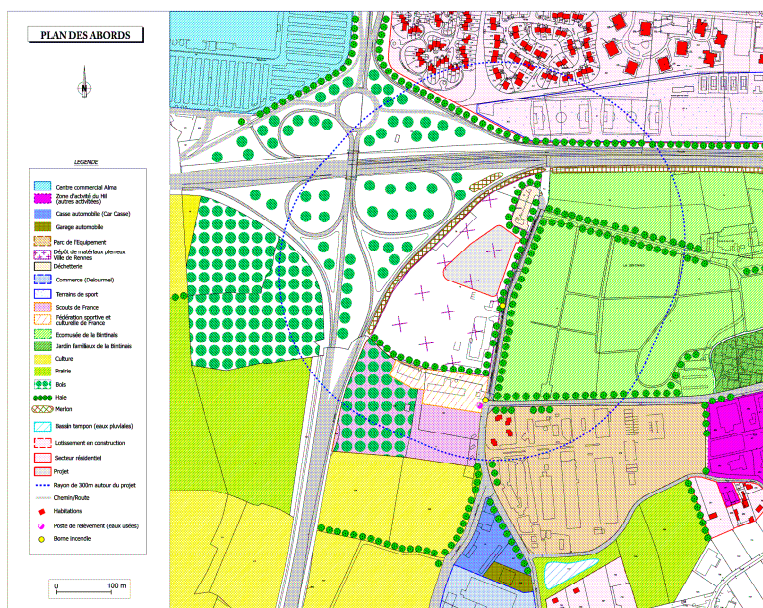 PLAN DES ABORDS
N
LEGENDE
Centre commercial Alma
Zone d'activité du Hil
(autres activitées)
Casse automobile (Car Casse)
Garage automobile
Parc de l'Equipement
Dépôt de matériaux pierreux
Ville de Rennes
Déchetterie
Commerce
Terrains de sport
Scouts de France
Fédération sportive et
culturelle de France
Ecomusée de la Bintinais
Jardin familiaux de la Bintinais
Culture
Prairie
Bois
Haie
Merlon
Bassin tampon (eaux pluviales)
Lotissement en construction
Secteur résidentiel
Projet
Rayon de 300m autour du projet
Chemin/Route
Habitations
Poste de relèvement (eaux usées)
Borne incendie
0 100 m